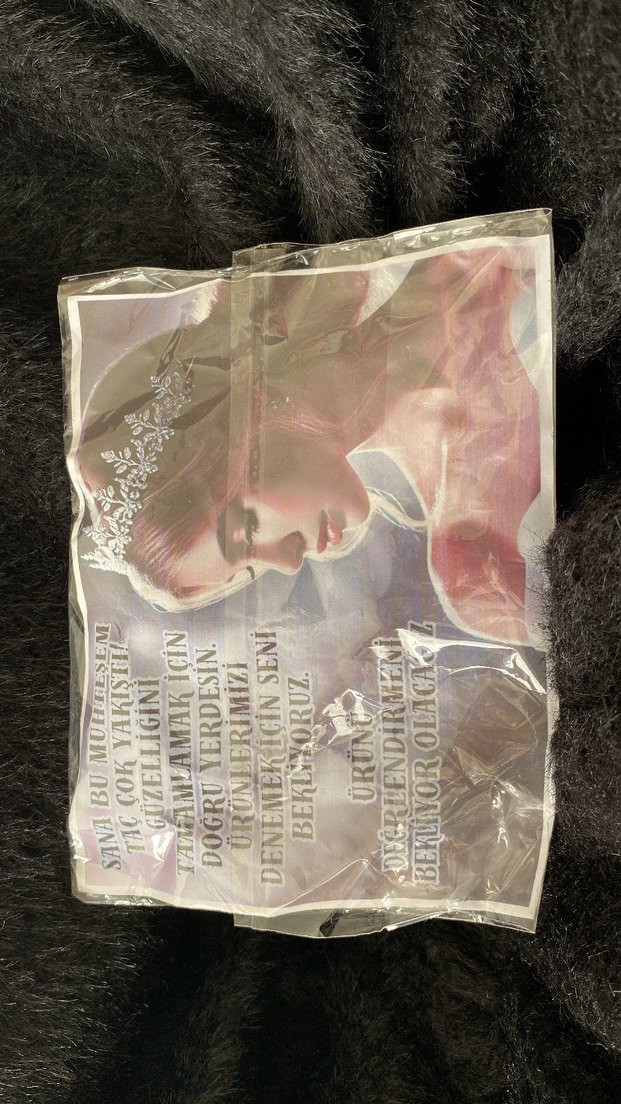 SANA BU MUHTEŞEM
TAÇ ÇOK YAKIŞTI.
GÜZELLİĞİNİ
TAMAMLAMAK İÇİN
DOĞRU YERDESİN.
ÜRÜNLERİMİZİ
DENEMEK İÇİN SENİ
BEKLİYORUZ.
ÜRÜNÜ
DEĞRLENDİRMENİ
BEKLİYOR OLACAĞIZ